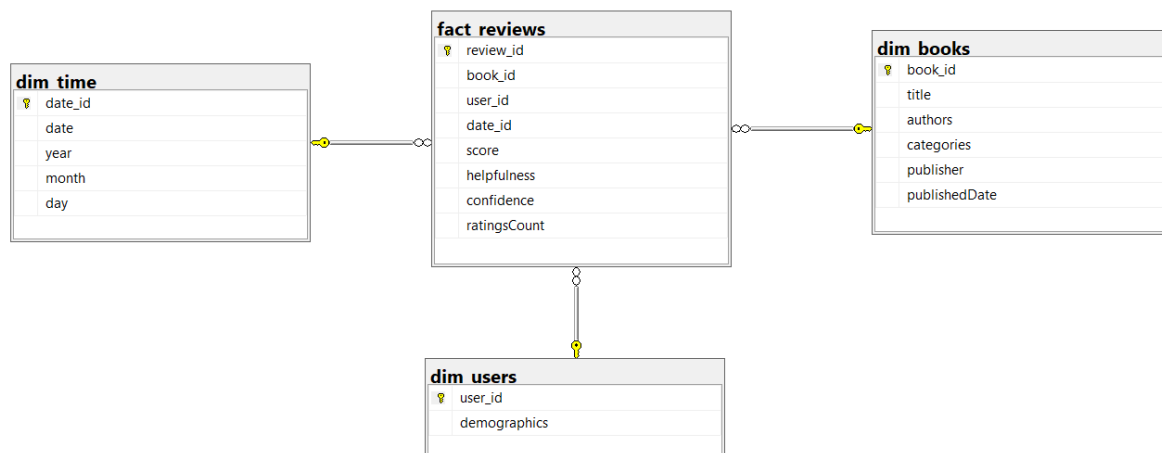 dim_time
date_id
date
year
month
day
fact_reviews
review_id
book_id
user_id
date_id
score
helpfulness
confidence
ratingsCount
dim_books
book_id
title
authors
categories
publisher
publishedDate
dim_users
user_id
demographics